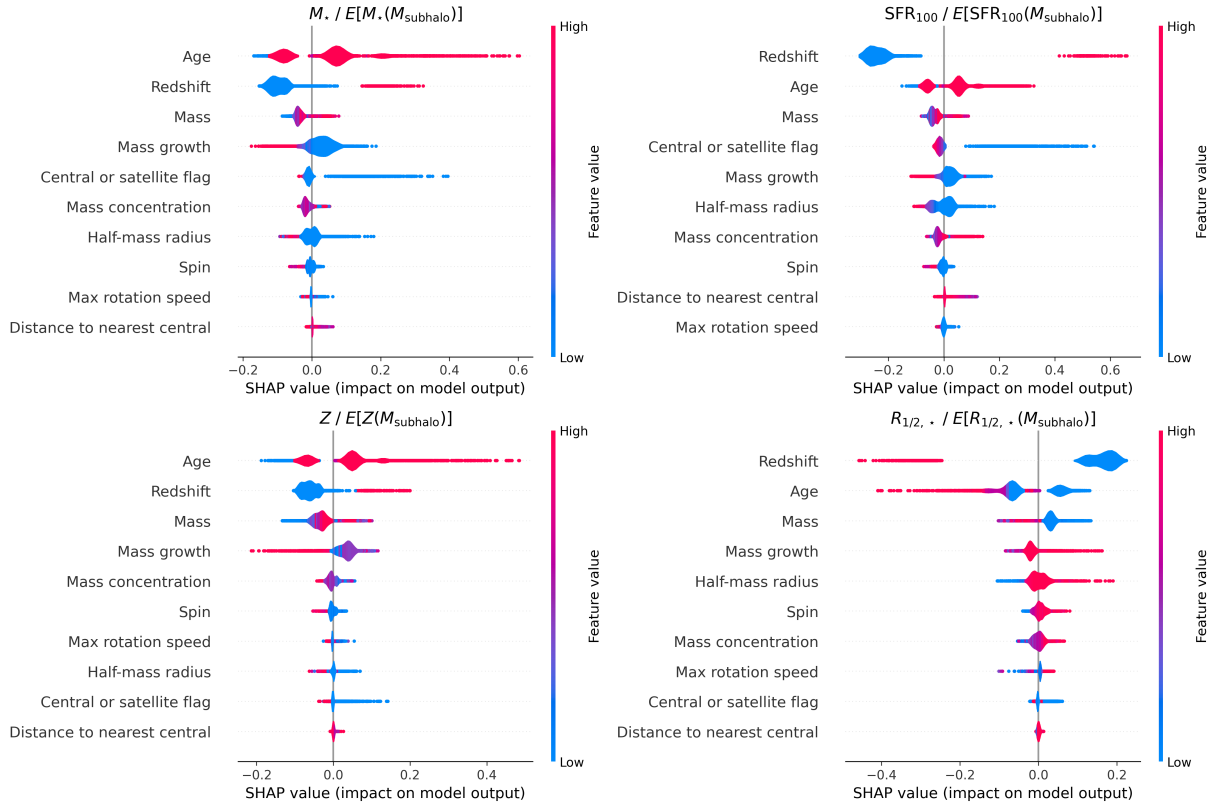 M⋆ / E[M⋆(Msubhalo)]
Age
Redshift
Mass
Mass growth
Central or satellite flag
Mass concentration
Half-mass radius
Spin
Max rotation speed
Distance to nearest central
−0.2 0.0 0.2 0.4 0.6
SHAP value (impact on model output)
High
Feature value
Low
SFR100 / E[SFR100(Msubhalo)]
Redshift
Age
Mass
Central or satellite flag
Mass growth
Half-mass radius
Mass concentration
Spin
Distance to nearest central
Max rotation speed
−0.2 0.0 0.2 0.4 0.6
SHAP value (impact on model output)
High
Feature value
Low
Z / E[Z(Msubhalo)]
Age
Redshift
Mass
Mass growth
Mass concentration
Spin
Max rotation speed
Half-mass radius
Central or satellite flag
Distance to nearest central
−0.2 0.0 0.2 0.4
SHAP value (impact on model output)
High
Feature value
Low
R1/2, ⋆ / E[R1/2, ⋆(Msubhalo)]
Redshift
Age
Mass
Mass growth
Half-mass radius
Spin
Mass concentration
Max rotation speed
Central or satellite flag
Distance to nearest central
−0.4 −0.2 0.0 0.2
SHAP value (impact on model output)
High
Feature value
Low